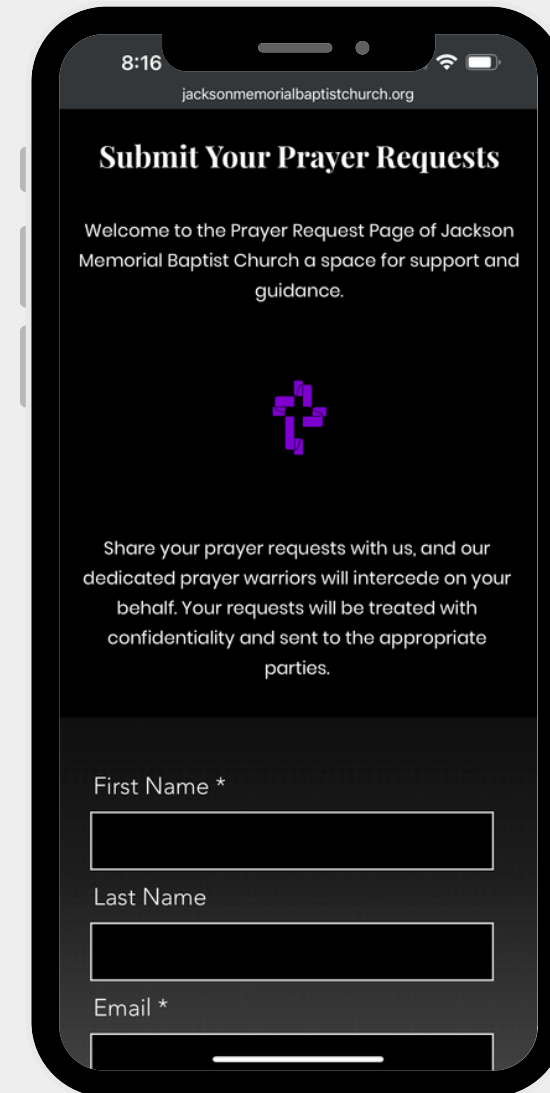 8:16
jacksonmemorialbaptistchurch.org
Submit Your Prayer Requests
Welcome to the Prayer Request Page of Jackson
Memorial Baptist Church a space for support and
guidance.
Share your prayer requests with us, and our
dedicated prayer warriors will intercede on your
behalf. Your requests will be treated with
confidentiality and sent to the appropriate
parties.
First Name *
Last Name
Email *